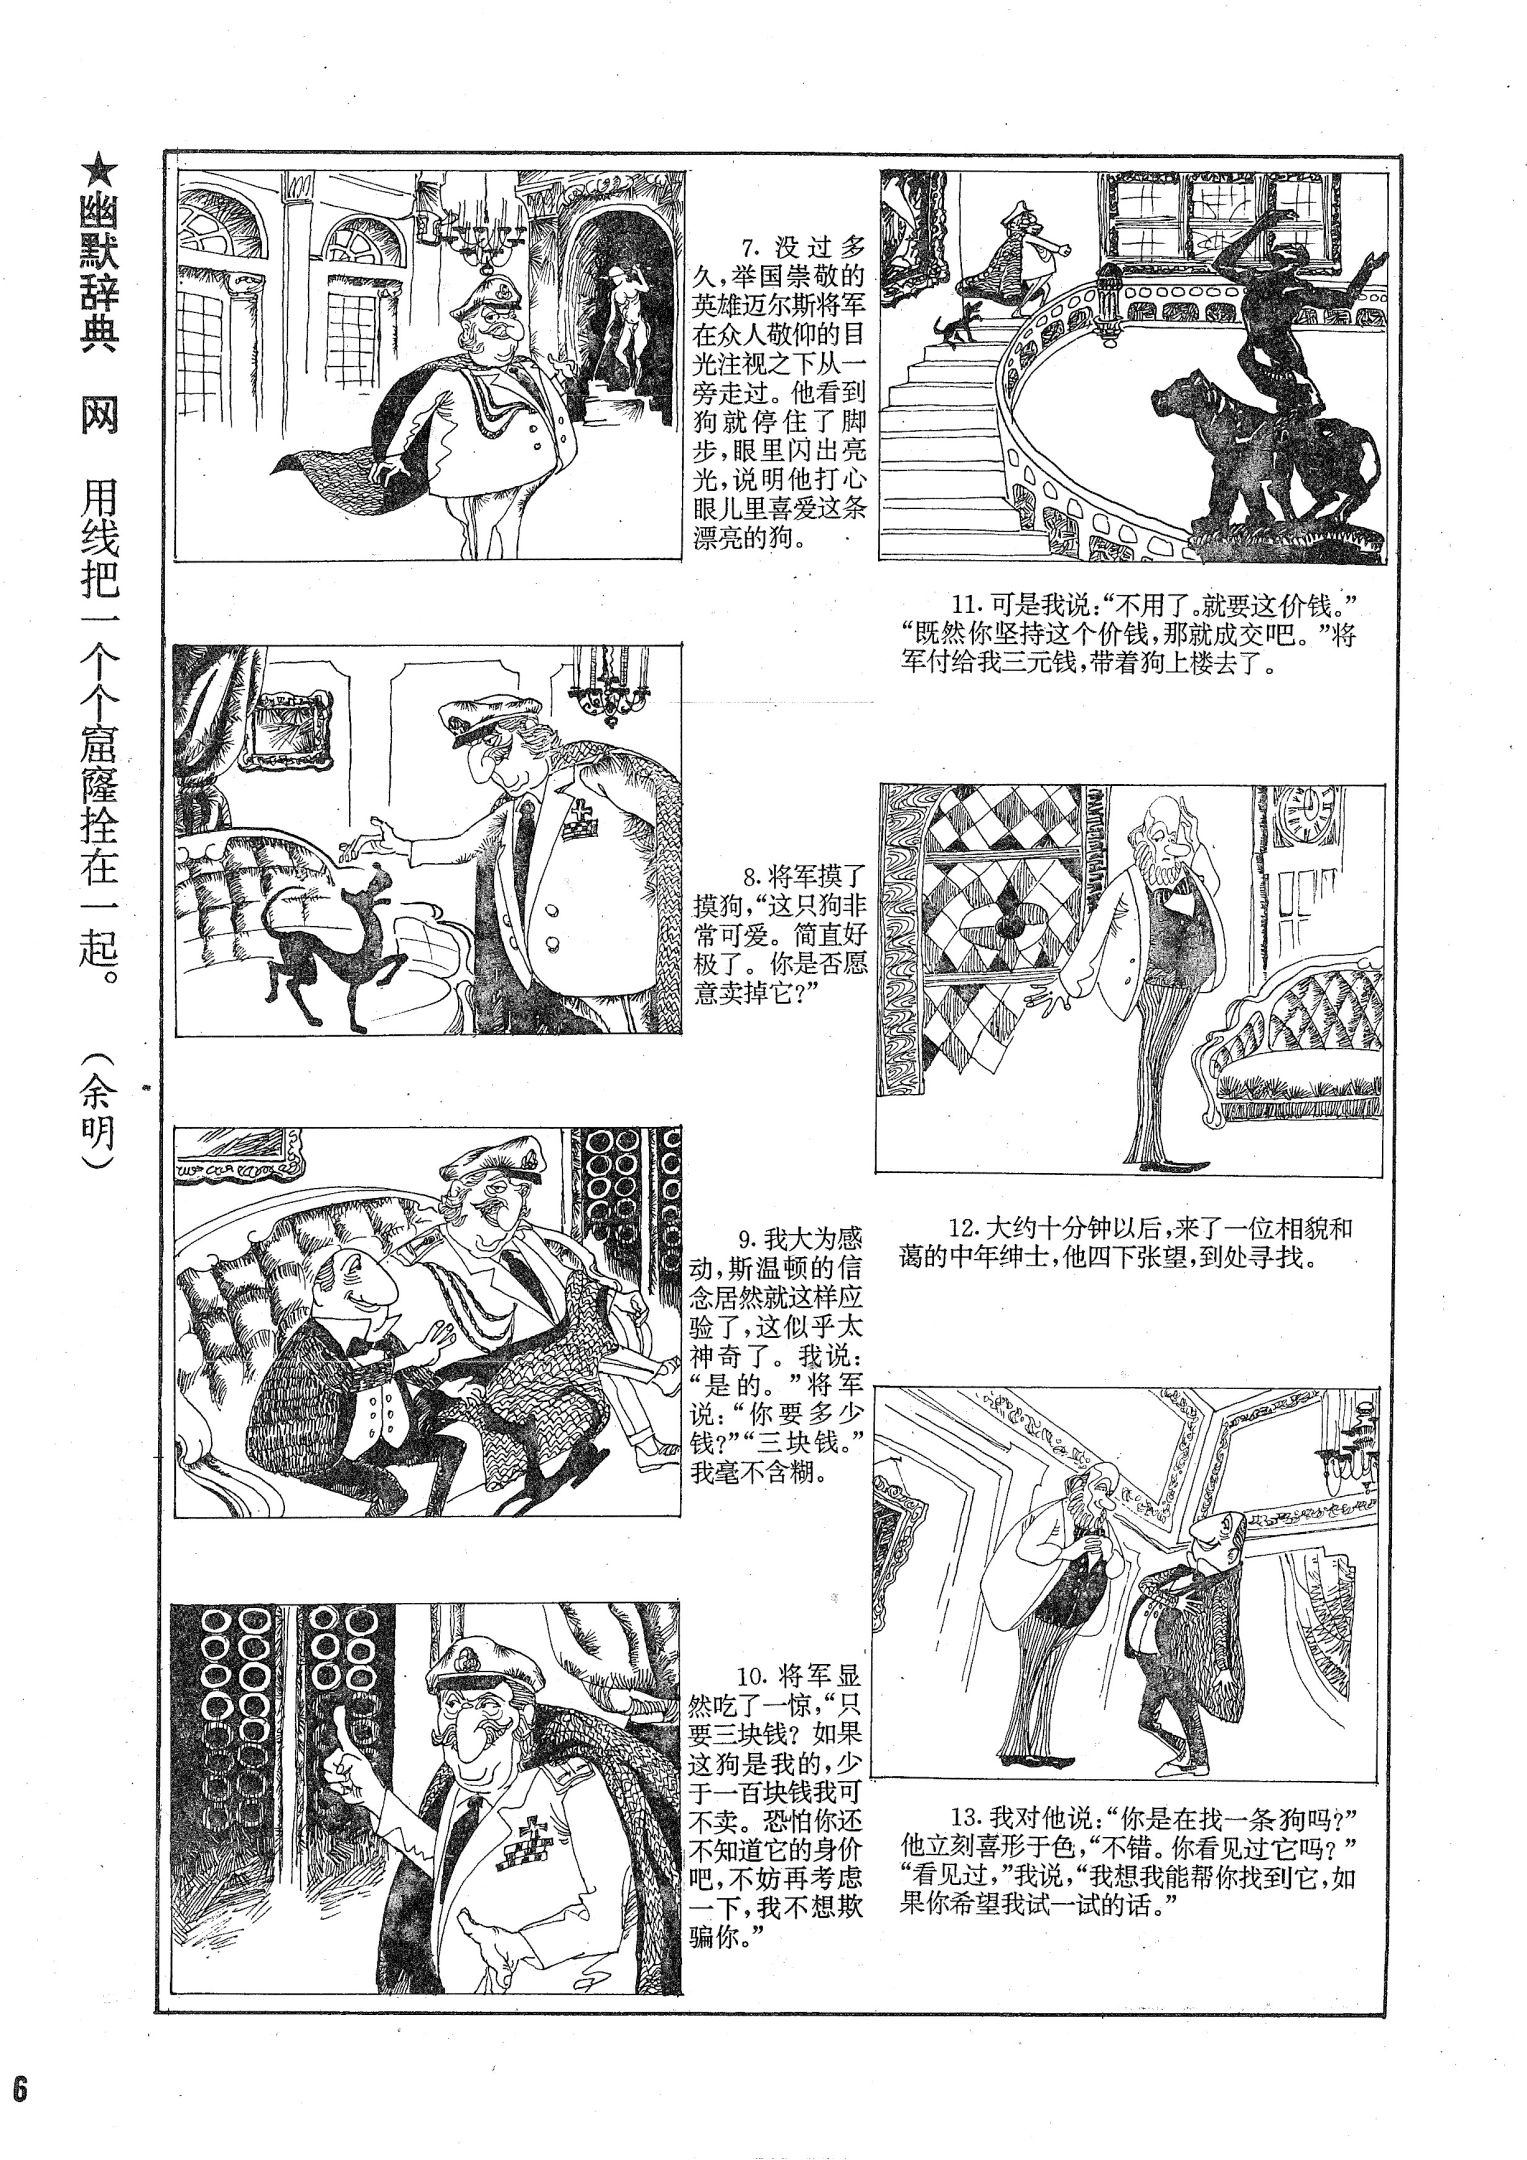 ★幽默辞典 网 用线把一个个窟窿拴在一起。 （余明）
7. 没过多
久,举国崇敬的
英雄迈尔斯将军
在众人敬仰的目
光注视之下从一
旁走过。他看到
狗就停住了脚
步,眼里闪出亮
光,说明他打心
眼儿里喜爱这条
漂亮的狗。
8. 将军摸了
摸狗,“这只狗非
常可爱。简直好
极了。你是否愿
意卖掉它?”
9. 我大为感
动,斯温顿的信
念居然就这样应
验了,这似乎太
神奇了。我说:
“是的。”将军
说:“你要多少
钱?”“三块钱。”
我毫不含糊。
10. 将军显
然吃了一惊,“只
要三块钱? 如果
这狗是我的,少
于一百块钱我可
不卖。恐怕你还
不知道它的身价
吧,不妨再考虑
一下,我不想欺
骗你。”
11. 可是我说:“不用了。就要这价钱。”
“既然你坚持这个价钱,那就成交吧。”将
军付给我三元钱,带着狗上楼去了。
12. 大约十分钟以后,来了一位相貌和
蔼的中年绅士,他四下张望,到处寻找。
13. 我对他说:“你是在找一条狗吗?”
他立刻喜形于色,“不错。你看见过它吗?”
“看见过,”我说,“我想我能帮你找到它,如
果你希望我试一试的话。”
6